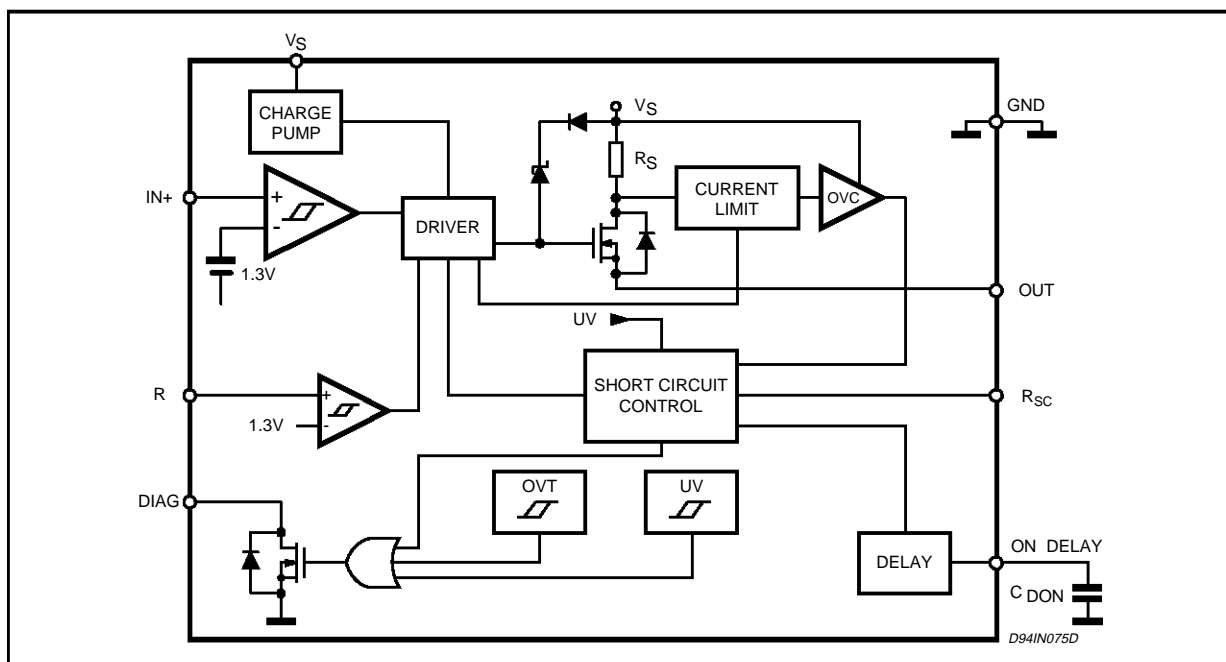 VS
CHARGE
PUMP
VS
GND
RS
IN+
+
-
1.3V
DRIVER
CURRENT
LIMIT
OVC
OUT
UV
R
+
-
1.3V
SHORT CIRCUIT
CONTROL
RSC
DIAG
OVT
UV
DELAY
ON DELAY
CDON
D94IN075D